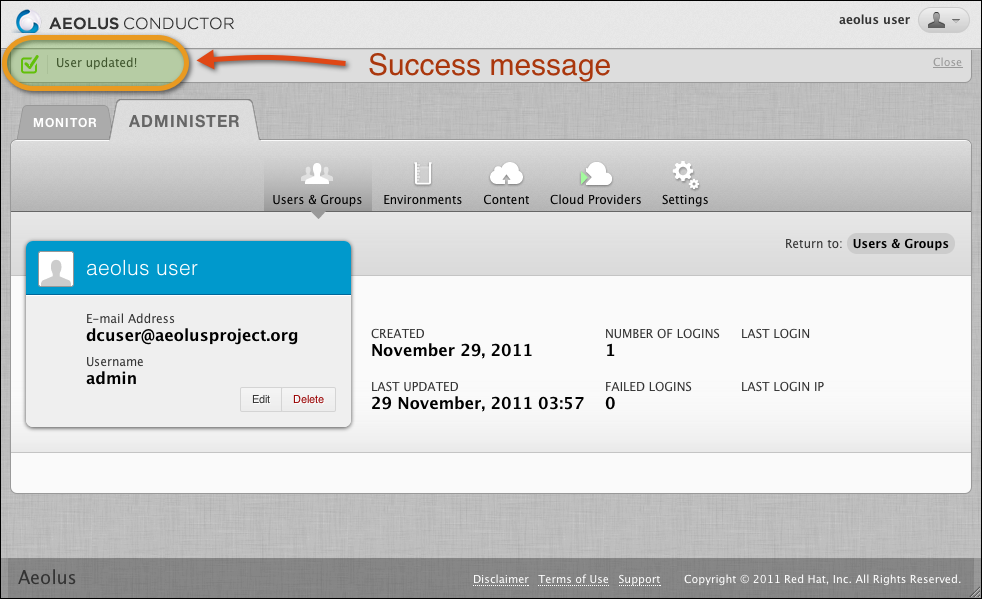 AEOLUS CONDUCTOR
aeolus user
User updated!
Success message
Close
MONITOR
ADMINISTER
Users & Groups
Environments
Content
Cloud Providers
Settings
Return to: Users & Groups
aeolus user
E-mail Address
dcuser@aeolusproject.org
Username
admin
Edit
Delete
CREATED
November 29, 2011
NUMBER OF LOGINS
1
LAST LOGIN
LAST UPDATED
29 November, 2011 03:57
FAILED LOGINS
0
LAST LOGIN IP
Aeolus
Disclaimer Terms of Use Support Copyright © 2011 Red Hat, Inc. All Rights Reserved.